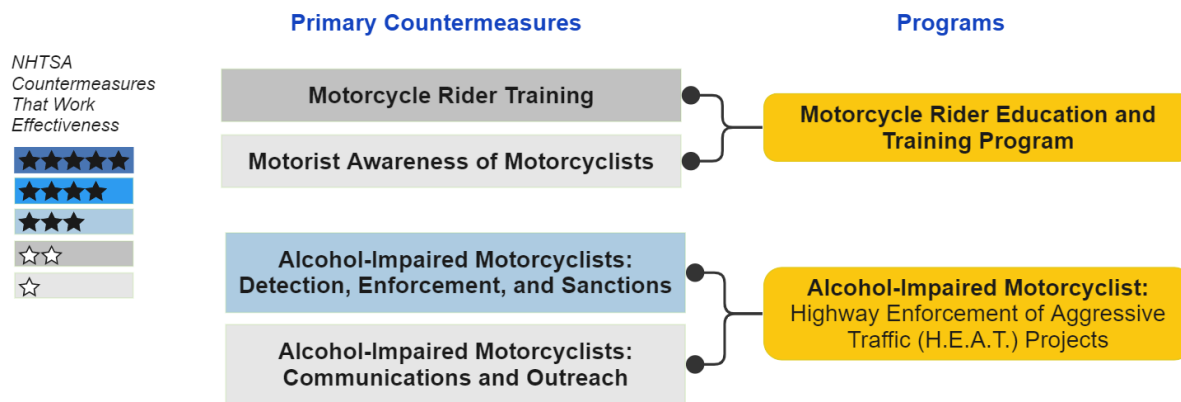 Primary Countermeasures
Programs
NHTSA
Countermeasures
That Work
Effectiveness
Motorcycle Rider Training
Motorist Awareness of Motorcyclists
Motorcycle Rider Education and
Training Program
Alcohol-Impaired Motorcyclists:
Detection, Enforcement, and Sanctions
Alcohol-Impaired Motorcyclists:
Communications and Outreach
Alcohol-Impaired Motorcyclist:
Highway Enforcement of Aggressive
Traffic (H.E.A.T.) Projects